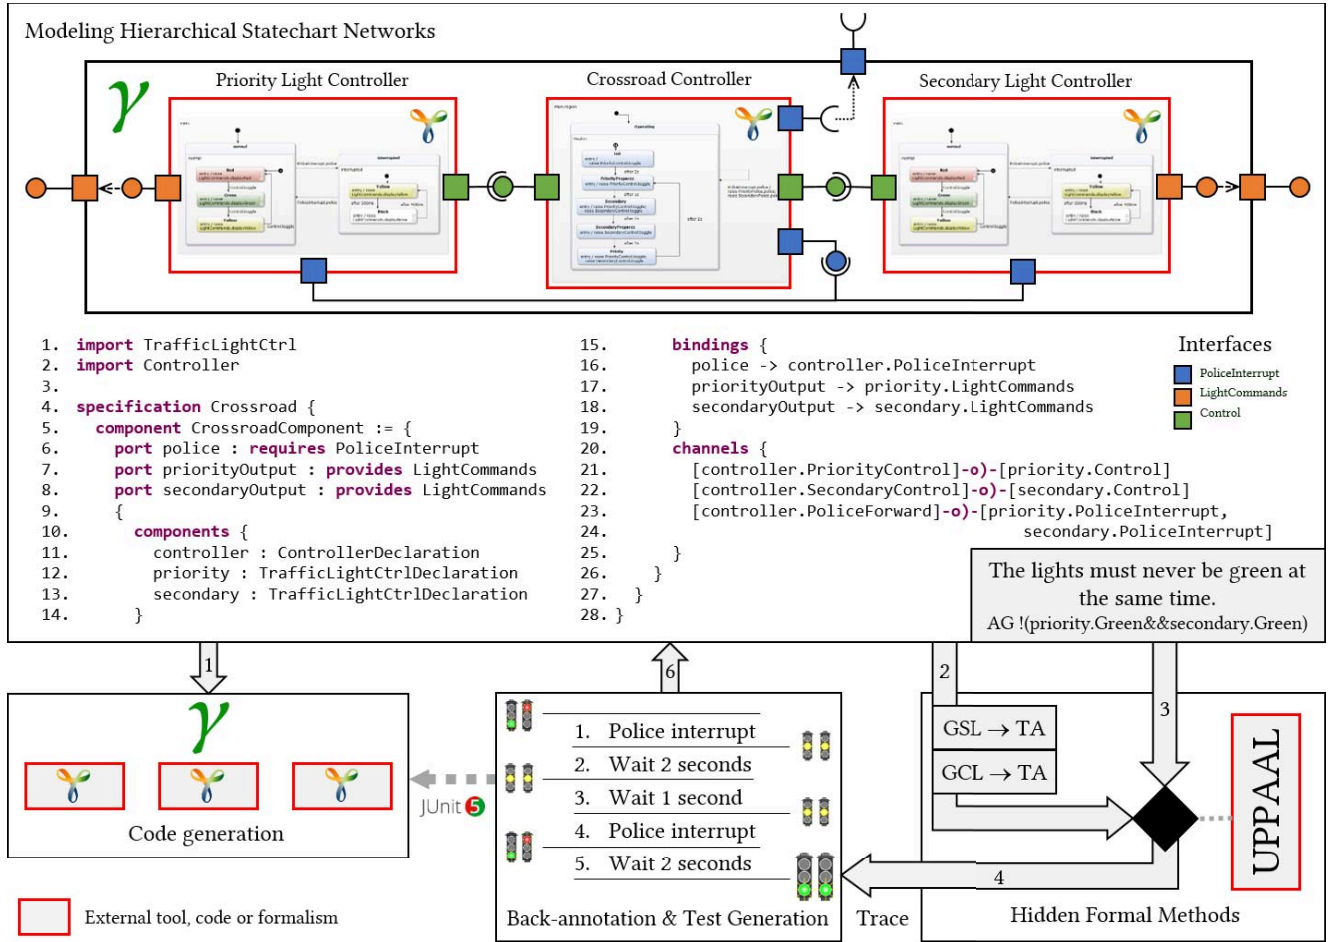 Modeling Hierarchical Statechart Networks
γ
Priority Light Controller
Crossroad Controller
Secondary Light Controller
1. import TrafficLightCtrl
2. import Controller
3.
4. specification Crossroad {
5. component CrossroadComponent := {
6. port police : requires PoliceInterrupt
7. port priorityOutput : provides LightCommands
8. port secondaryOutput : provides LightCommands
9. {
10. components {
11. controller : ControllerDeclaration
12. priority : TrafficLightCtrlDeclaration
13. secondary : TrafficLightCtrlDeclaration
14. }
15. bindings {
16. police -> controller.PoliceInterrupt
17. priorityOutput -> priority.LightCommands
18. secondaryOutput -> secondary.LightCommands
19. }
20. channels {
21. [controller.PriorityControl]-o)-[priority.Control]
22. [controller.SecondaryControl]-o)-[secondary.Control]
23. [controller.PoliceForward]-o)-[priority.PoliceInterrupt,
24. secondary.PoliceInterrupt]
25. }
26. }
27. }
28. }
Interfaces
PoliceInterrupt
LightCommands
Control
The lights must never be green at
the same time.
AG !(priority.Green&&secondary.Green)
1
6
2
3
γ
Code generation
JUnit 5
1. Police interrupt
2. Wait 2 seconds
3. Wait 1 second
4. Police interrupt
5. Wait 2 seconds
Back-annotation & Test Generation
4
Trace
GSL → TA
GCL → TA
UPPAAL
Hidden Formal Methods
External tool, code or formalism